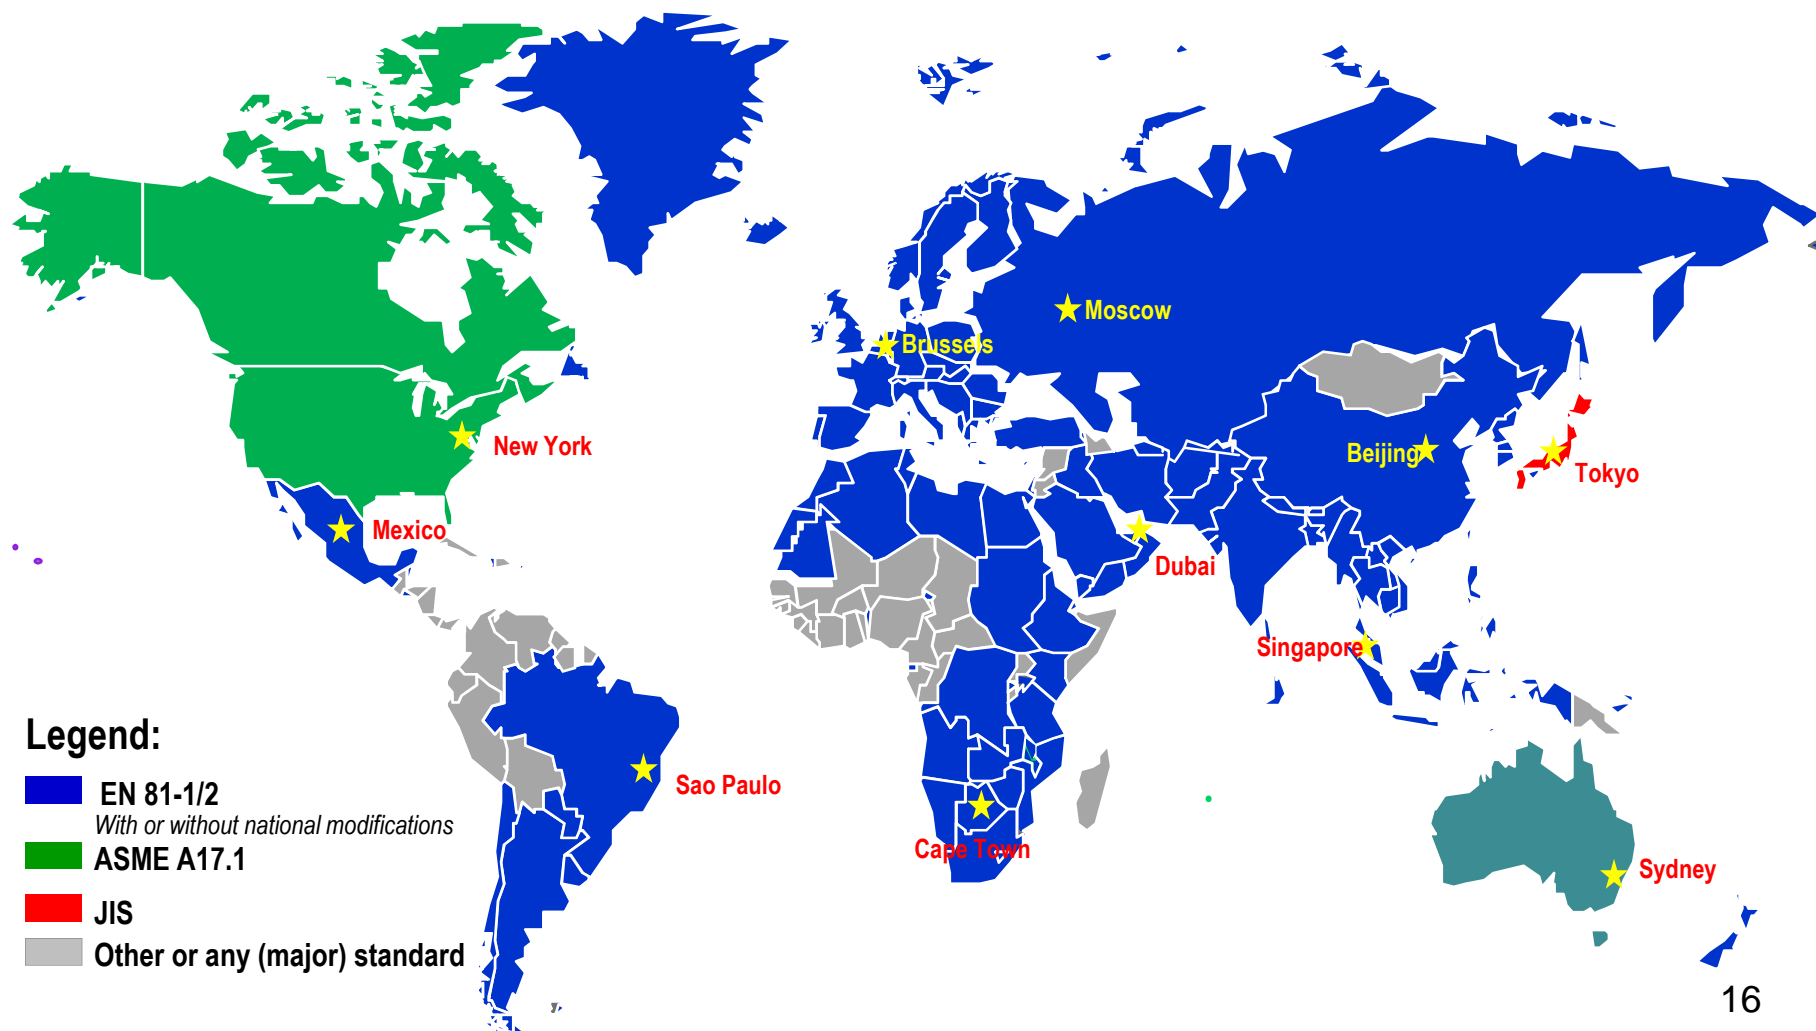 Moscow
Brussels
New York
Beijing
Tokyo
Mexico
Dubai
Singapore
Sao Paulo
Cape Town
Sydney
Legend:
EN 81-1/2
With or without national modifications
ASME A17.1
JIS
Other or any (major) standard
16